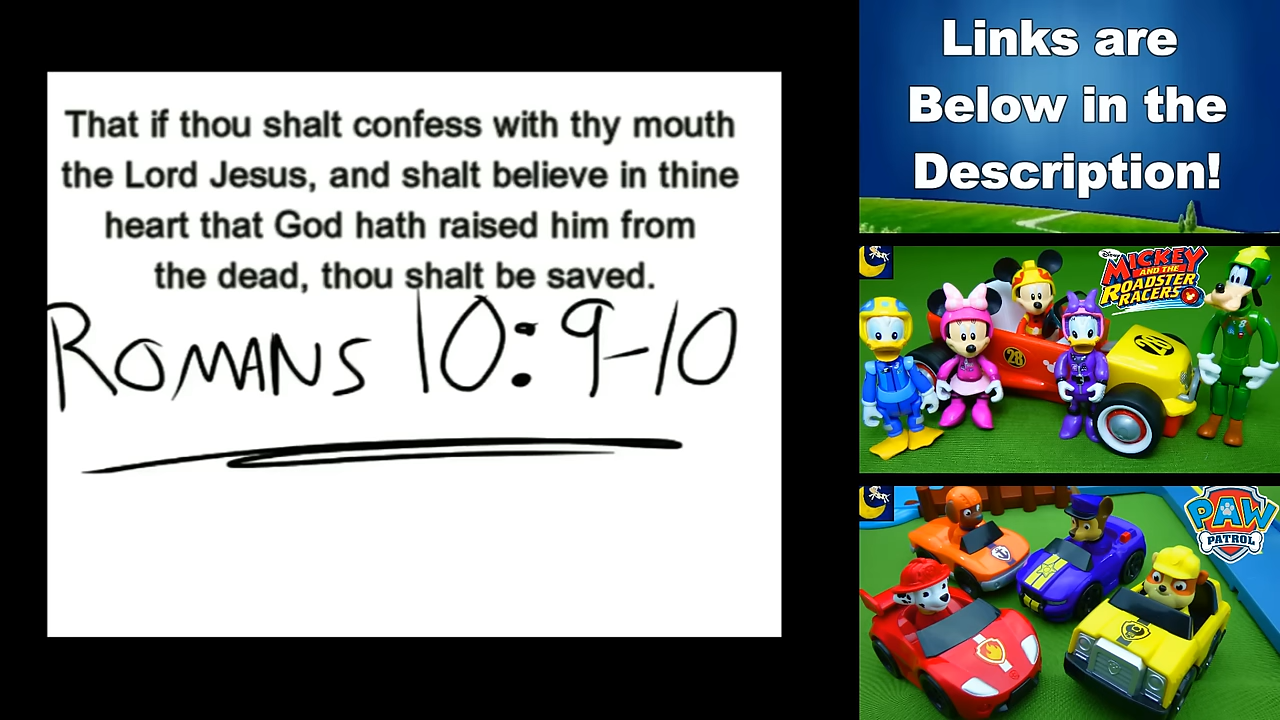 That if thou shalt confess with thy mouth
the Lord Jesus, and shalt believe in thine
heart that God hath raised him from
the dead, thou shalt be saved.
ROMANS 10:9-10
Links are
Below in the
Description!
Disney
MICKEY
AND THE
ROADSTER
RACERS
28
28
PAW
PATROL